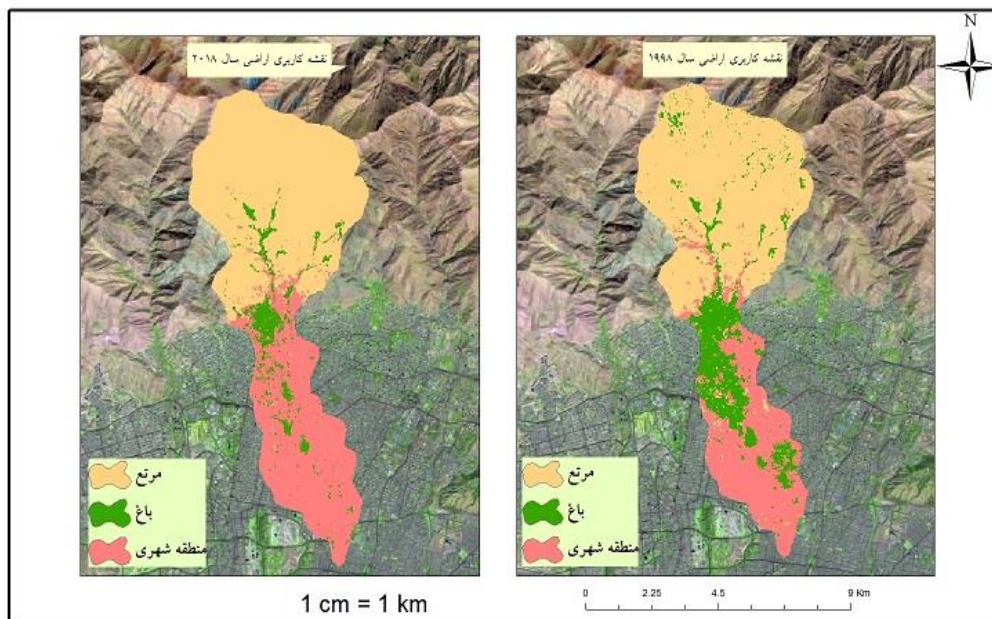 N
نقشه کاربری اراضی سال ۱۹۹۸
نقشه کاربری اراضی سال ۲۰۱۸
مرتع
باغ
منطقه شهری
مرتع
باغ
منطقه شهری
1 cm = 1 km
0 2.25 4.5 9 Km